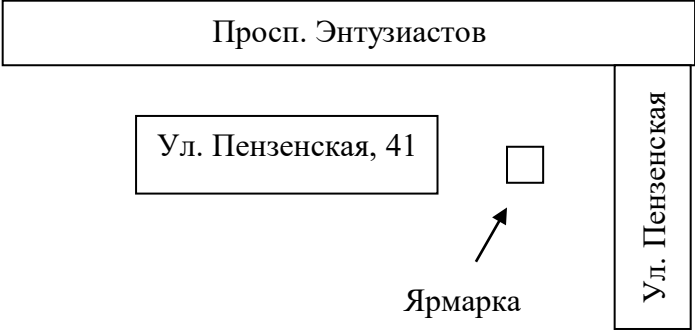 Просп. Энтузиастов
Ул. Пензенская, 41
Ул. Пензенская
Ярмарка